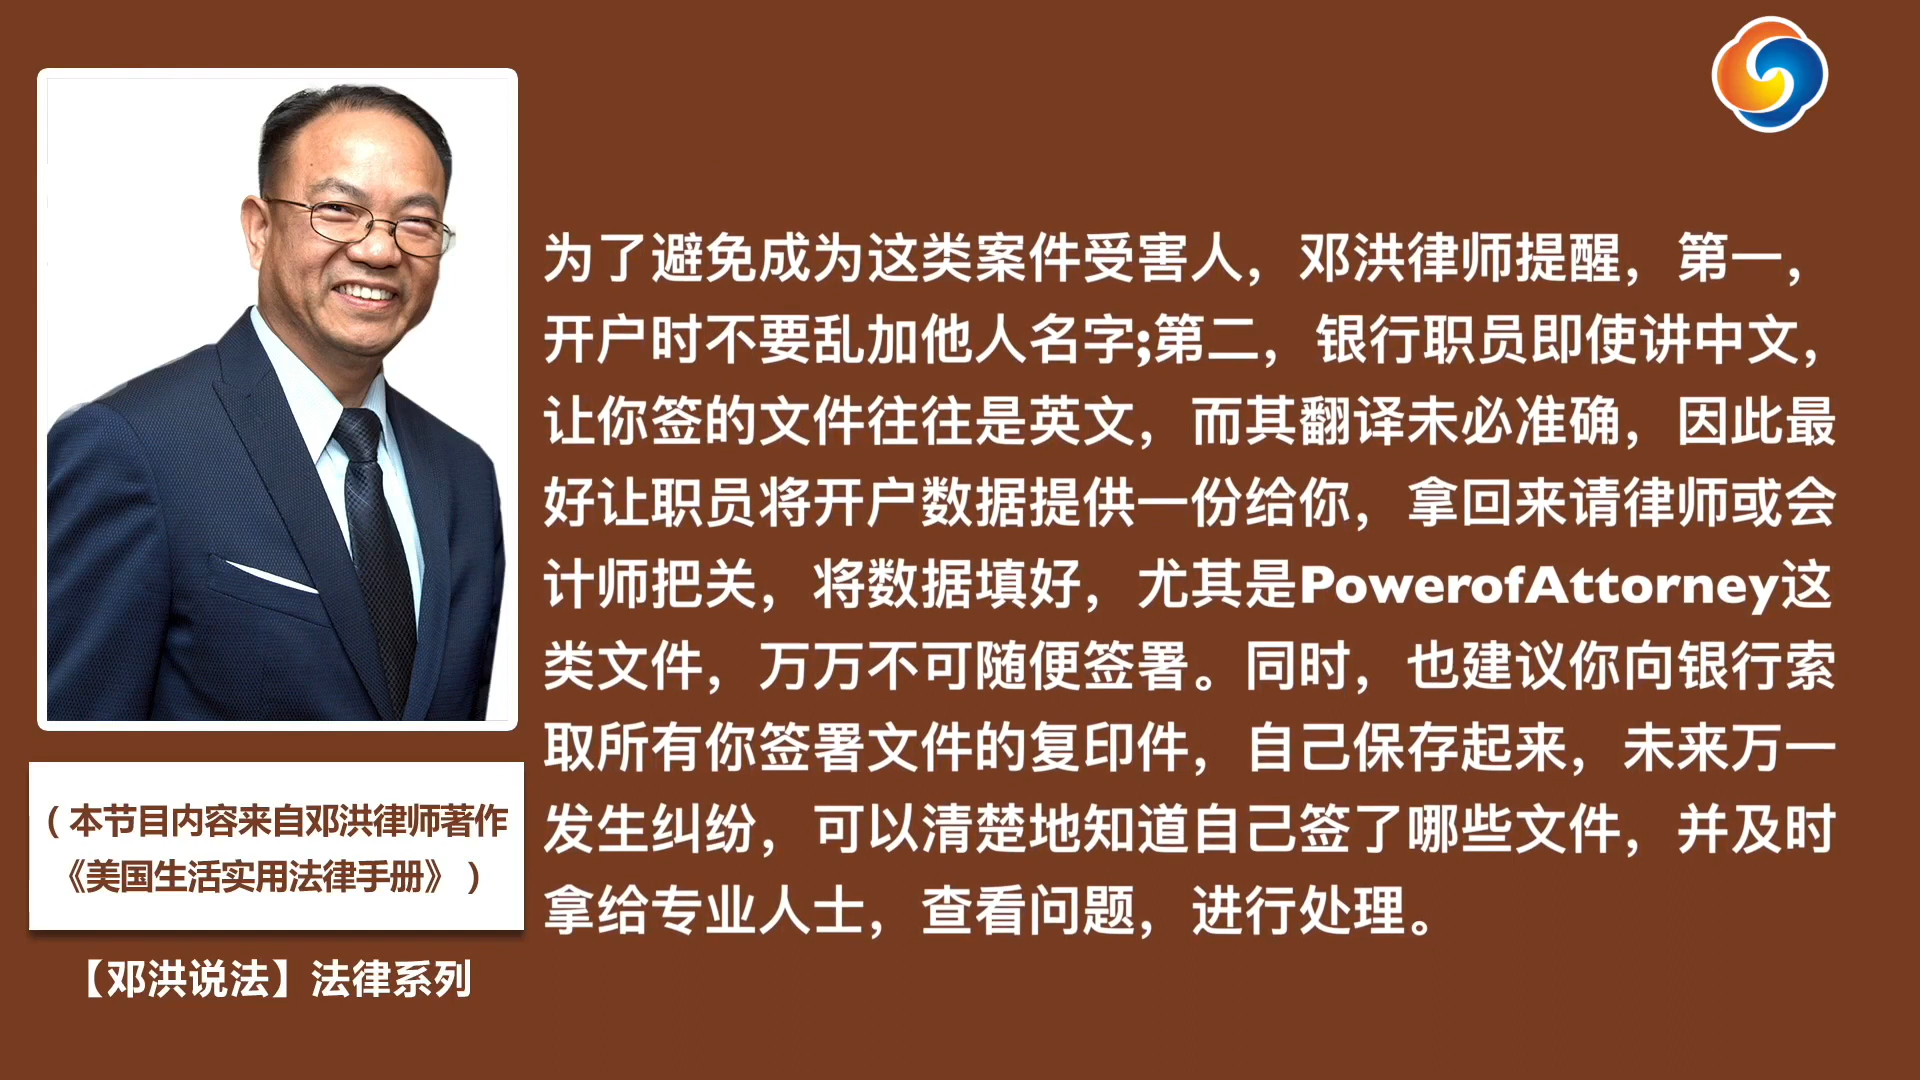 为了避免成为这类案件受害人，邓洪律师提醒，第一，
开户时不要乱加他人名字;第二，银行职员即使讲中文，
让你签的文件往往是英文，而其翻译未必准确，因此最
好让职员将开户数据提供一份给你，拿回来请律师或会
计师把关，将数据填好，尤其是PowerofAttorney这
类文件，万万不可随便签署。同时，也建议你向银行索
取所有你签署文件的复印件，自己保存起来，未来万一
发生纠纷，可以清楚地知道自己签了哪些文件，并及时
拿给专业人士，查看问题，进行处理。
（本节目内容来自邓洪律师著作
《美国生活实用法律手册》）
【邓洪说法】法律系列